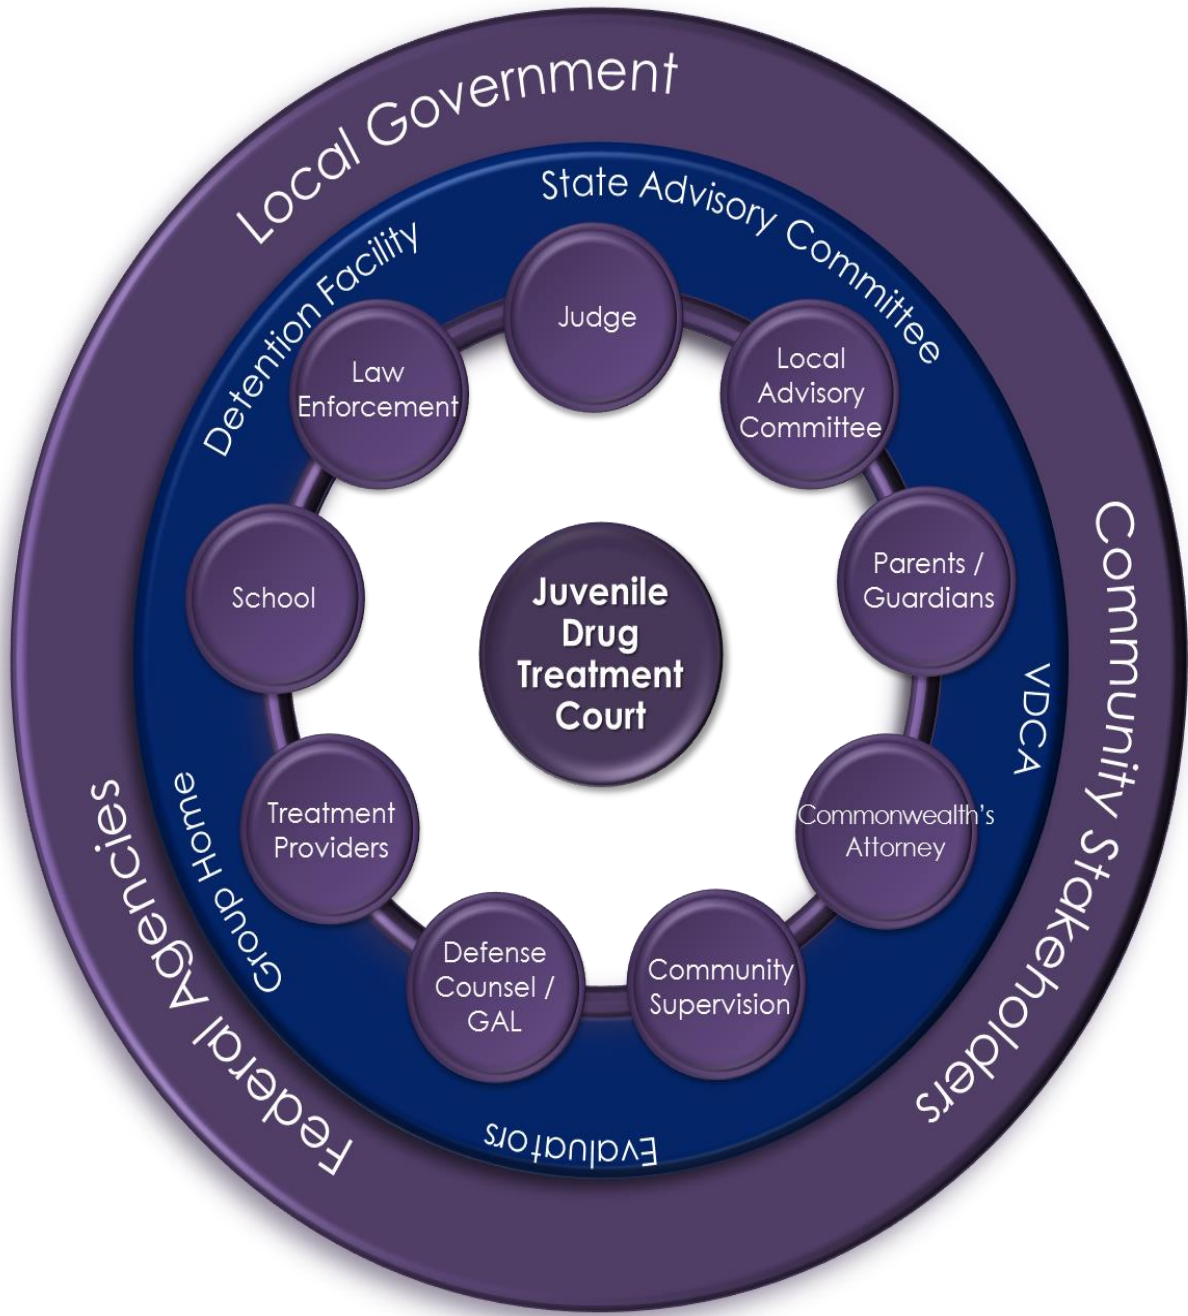 Local Government
State Advisory Committee
Detention Facility
Judge
Law
Enforcement
Local
Advisory
Committee
School
Juvenile
Drug
Treatment
Court
Parents /
Guardians
Community Stakeholders
VDCA
Treatment
Providers
Commonwealth's
Attorney
Group Home
Federal Agencies
Defense
Counsel /
GAL
Community
Supervision
Evaluators